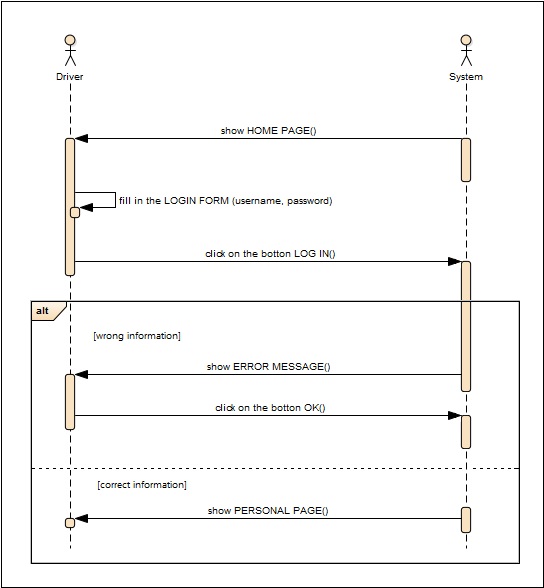 Driver
System
show HOME PAGE()
fill in the LOGIN FORM (username, password)
click on the botton LOG IN()
alt
[wrong information]
show ERROR MESSAGE()
click on the botton OK()
[correct information]
show PERSONAL PAGE()